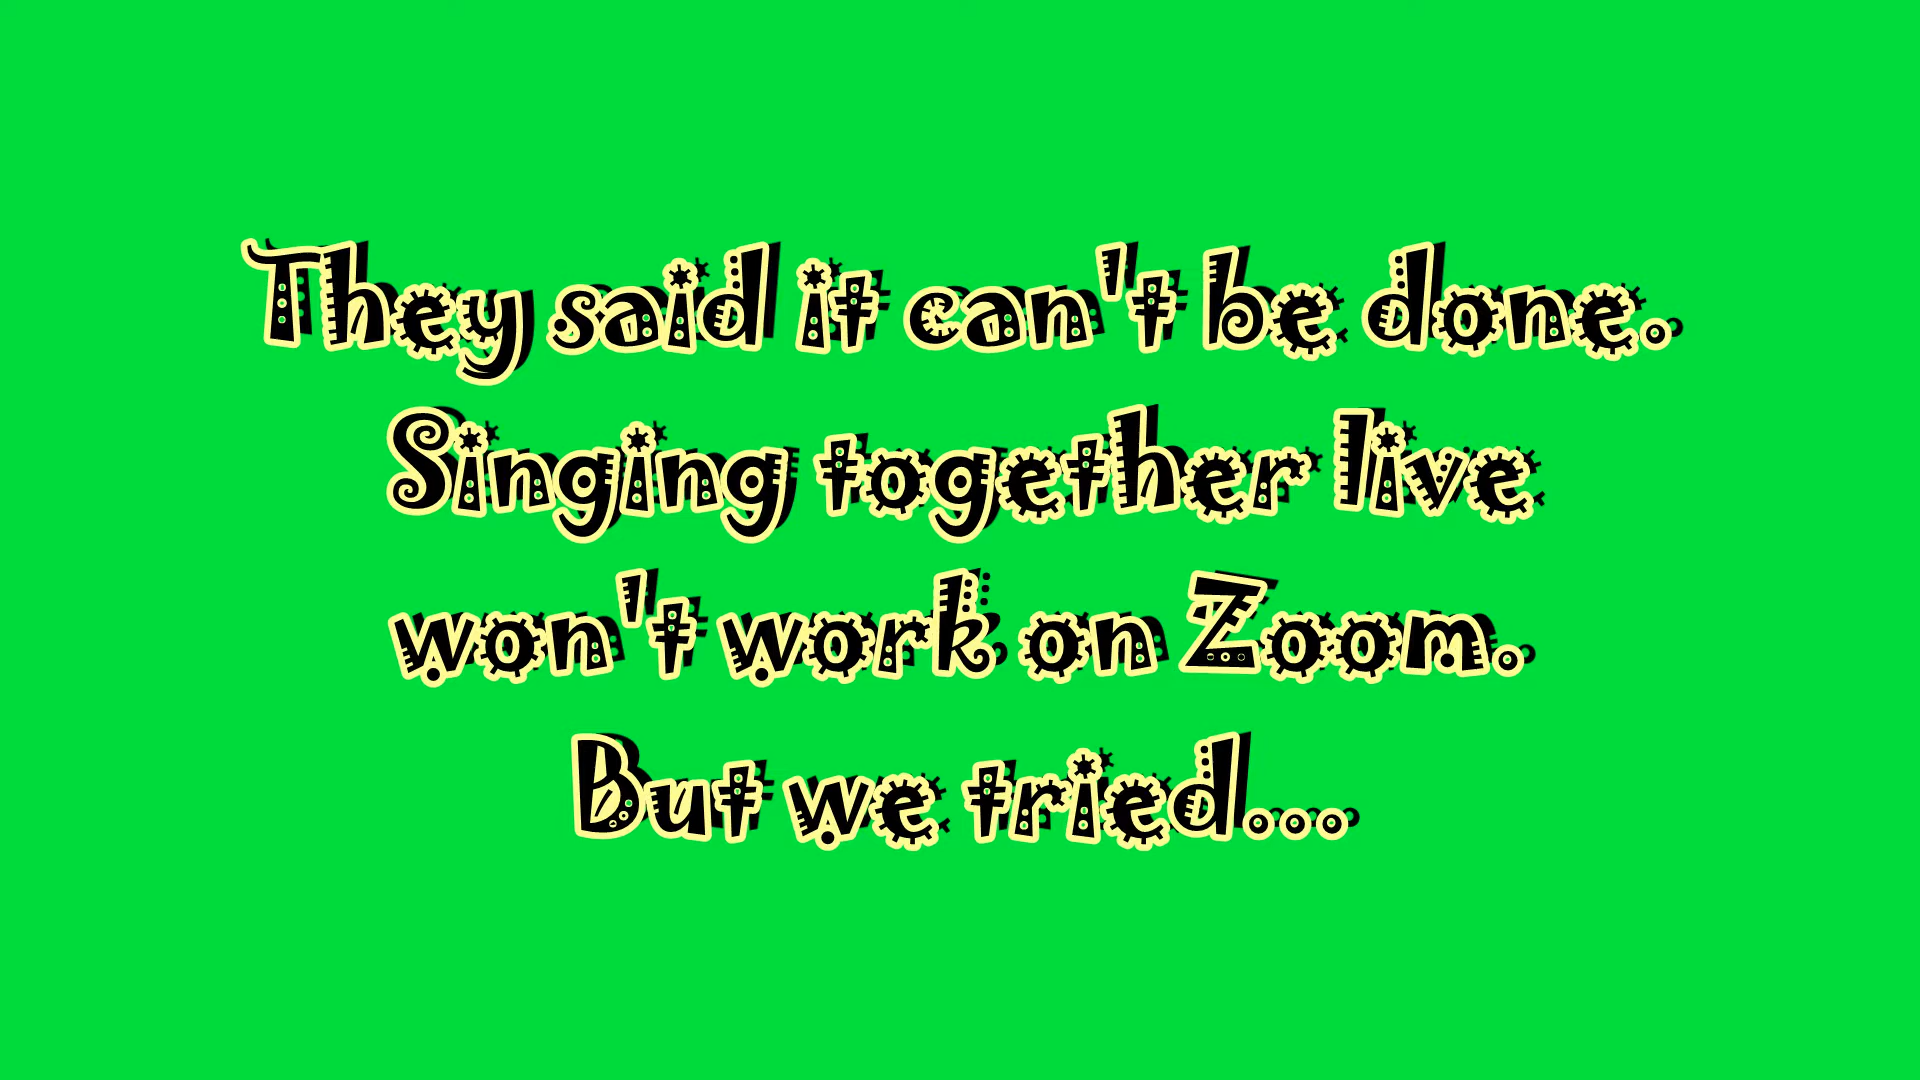 They said it can't be done.
Singing together live
won't work on Zoom.
But we tried...